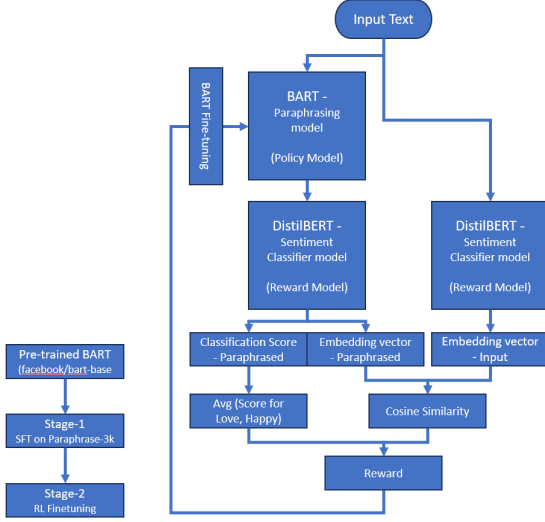 Input Text
BART Fine-tuning
BART -
Paraphrasing
model
(Policy Model)
DistilBERT -
Sentiment
Classifier model
(Reward Model)
DistilBERT -
Sentiment
Classifier model
(Reward Model)
Classification Score
- Paraphrased
Embedding vector
- Paraphrased
Embedding vector
- Input
Avg (Score for
Love, Happy)
Cosine Similarity
Reward
Pre-trained BART
(facebook/bart-base
Stage-1
SFT on Paraphrase-3k
Stage-2
RL Finetuning